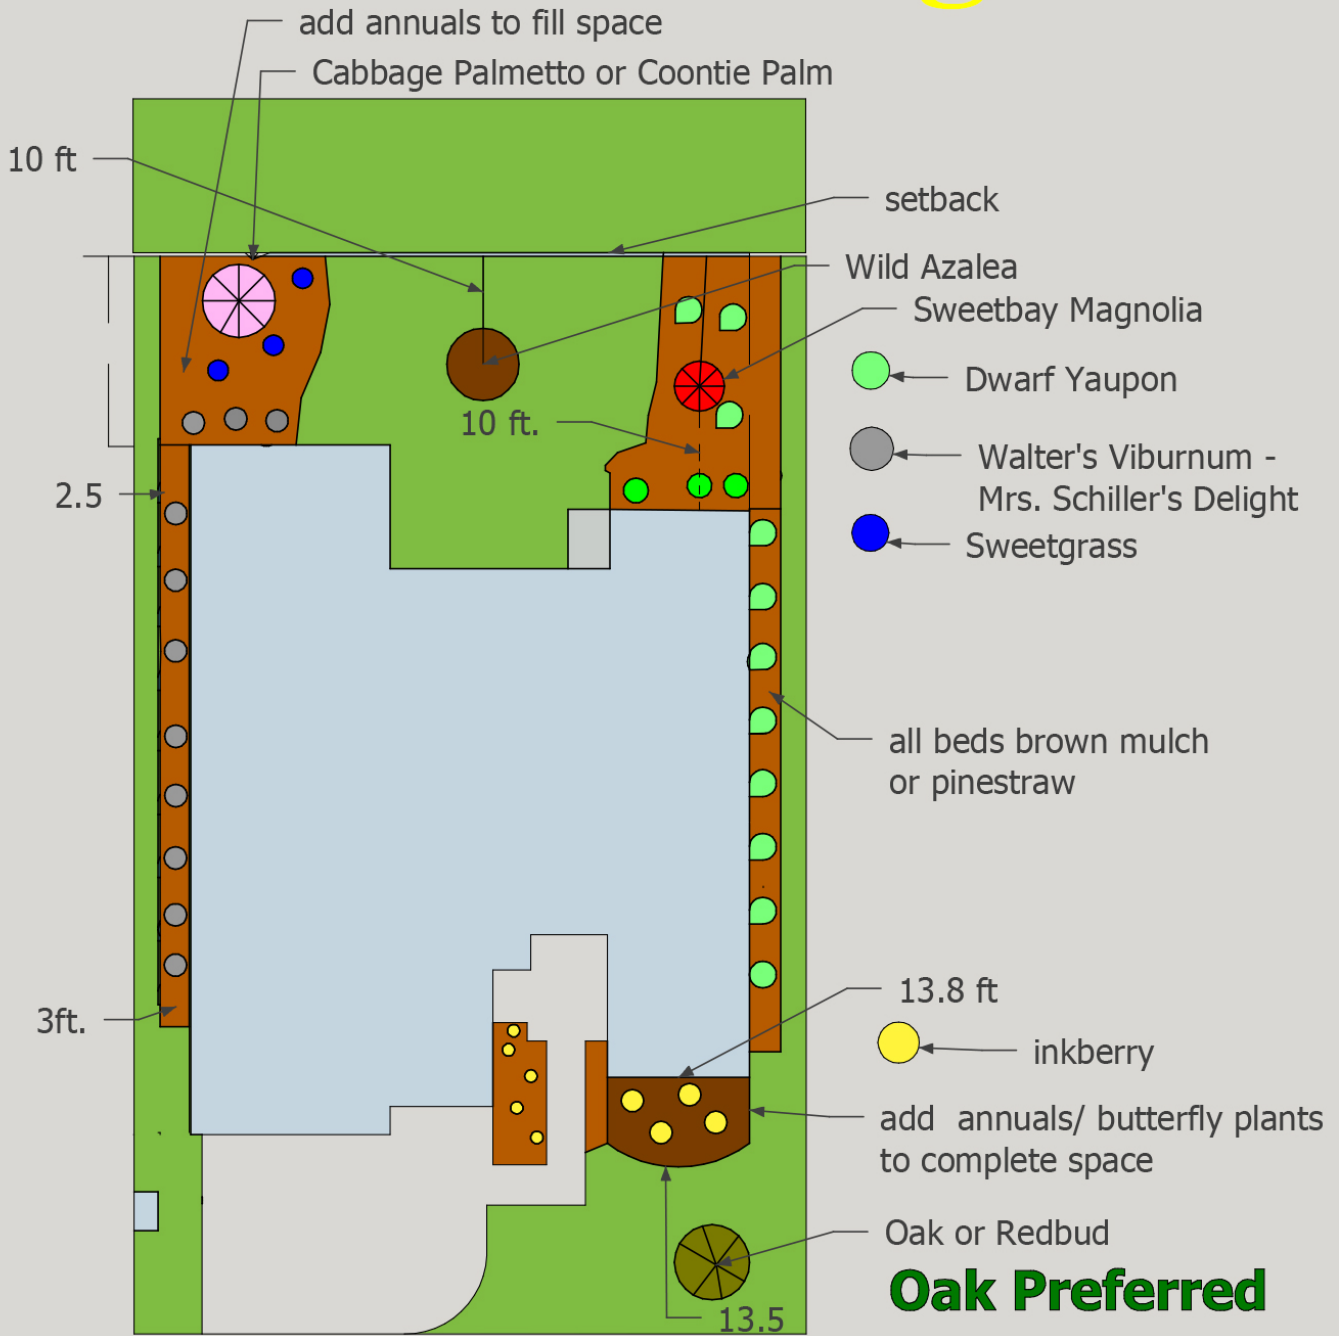 add annuals to fill space
Cabbage Palmetto or Coontie Palm
10 ft
setback
Wild Azalea
Sweetbay Magnolia
Dwarf Yaupon
10 ft.
Walter's Viburnum -
Mrs. Schiller's Delight
2.5
Sweetgrass
all beds brown mulch
or pinestraw
13.8 ft
3ft.
inkberry
add annuals/ butterfly plants
to complete space
Oak or Redbud
Oak Preferred
13.5